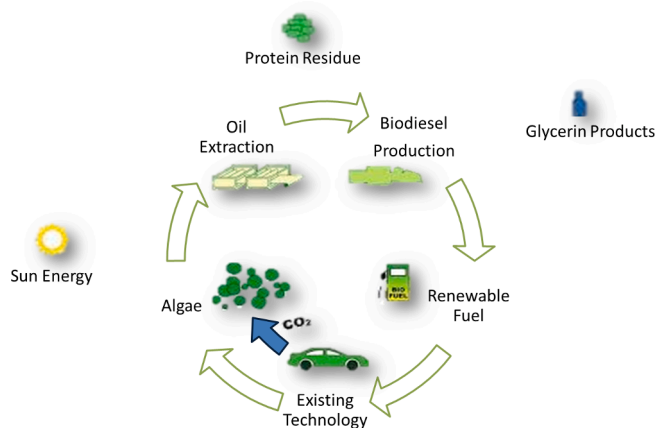 Protein Residue
Oil
Extraction
Biodiesel
Production
Glycerin Products
Sun Energy
Algae
CO₂
BIO
FUEL
Renewable
Fuel
Existing
Technology